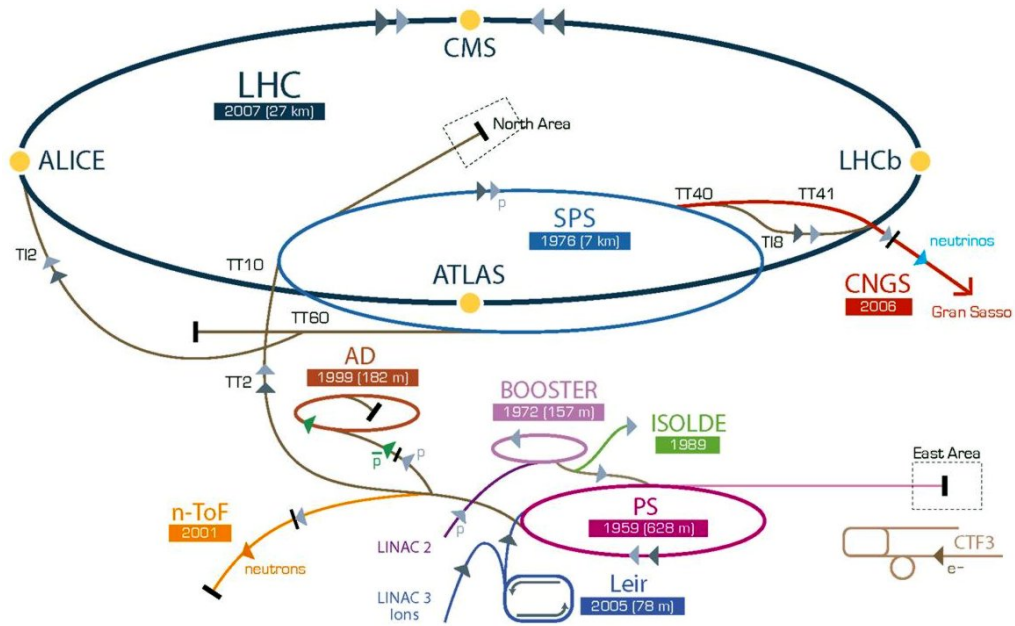 CMS
LHC
2007 (27 km)
North Area
ALICE
LHCb
TT40
TT41
SPS
1976 (7 km)
p
TI2
TI8
neutrinos
TT10
ATLAS
CNGS
2006
Gran Sasso
TT60
AD
1999 (182 m)
TT2
BOOSTER
1972 (157 m)
ISOLDE
1989
East Area
p̅
p
n-ToF
2001
PS
1959 (628 m)
p
LINAC 2
neutrons
CTF3
e-
LINAC 3
Ions
Leir
2005 (78 m)